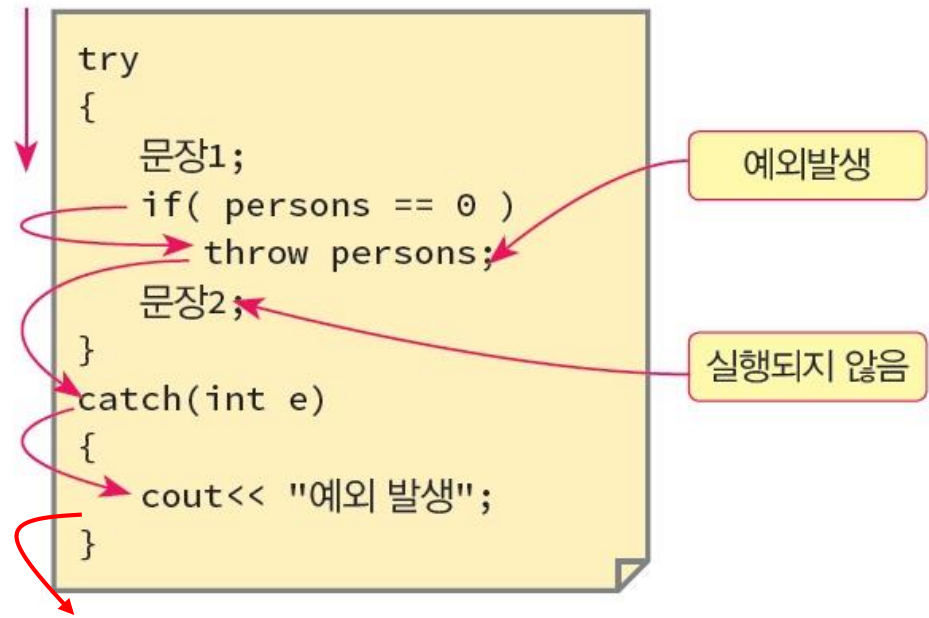 try
{
문장1;
if( persons == 0 )
throw persons;
문장2;
}
catch(int e)
{
cout<< "예외 발생";
}
예외발생
실행되지 않음